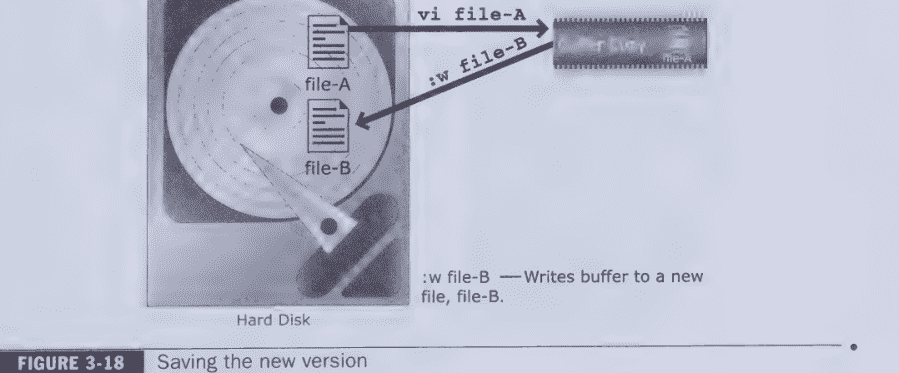 vi file-A
:w file-B
file-A
file-A
file-B
:w file-B — Writes buffer to a new
file, file-B.
Hard Disk
FIGURE 3-18 Saving the new version